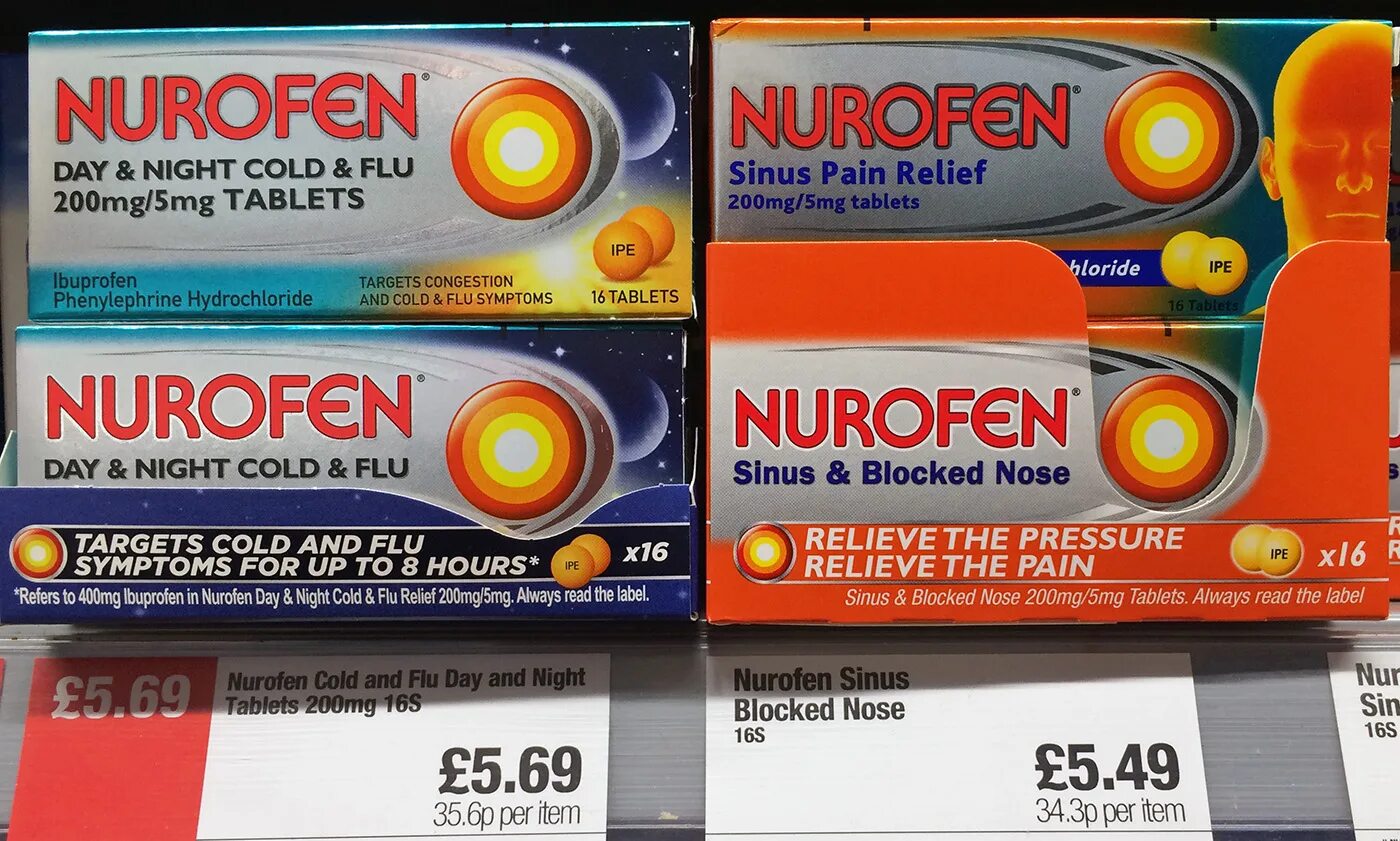 NUROFEN®
DAY & NIGHT COLD & FLU
200mg/5mg TABLETS
IPE
Ibuprofen
Phenylephrine Hydrochloride
TARGETS CONGESTION
AND COLD & FLU SYMPTOMS
16 TABLETS
NUROFEN®
DAY & NIGHT COLD & FLU
TARGETS COLD AND FLU
SYMPTOMS FOR UP TO 8 HOURS*
IPE
x16
*Refers to 400mg Ibuprofen in Nurofen Day & Night Cold & Flu Relief 200mg/5mg. Always read the label.
£5.69
Nurofen Cold and Flu Day and Night
Tablets 200mg 16S
£5.69
35.6p per item
NUROFEN®
Sinus Pain Relief
200mg/5mg tablets
hloride
IPE
16 Tablets
NUROFEN®
Sinus & Blocked Nose
RELIEVE THE PRESSURE
RELIEVE THE PAIN
IPE
x16
Sinus & Blocked Nose 200mg/5mg Tablets. Always read the label
Nurofen Sinus
Blocked Nose
16S
£5.49
34.3p per item
Nur
Sin
16S